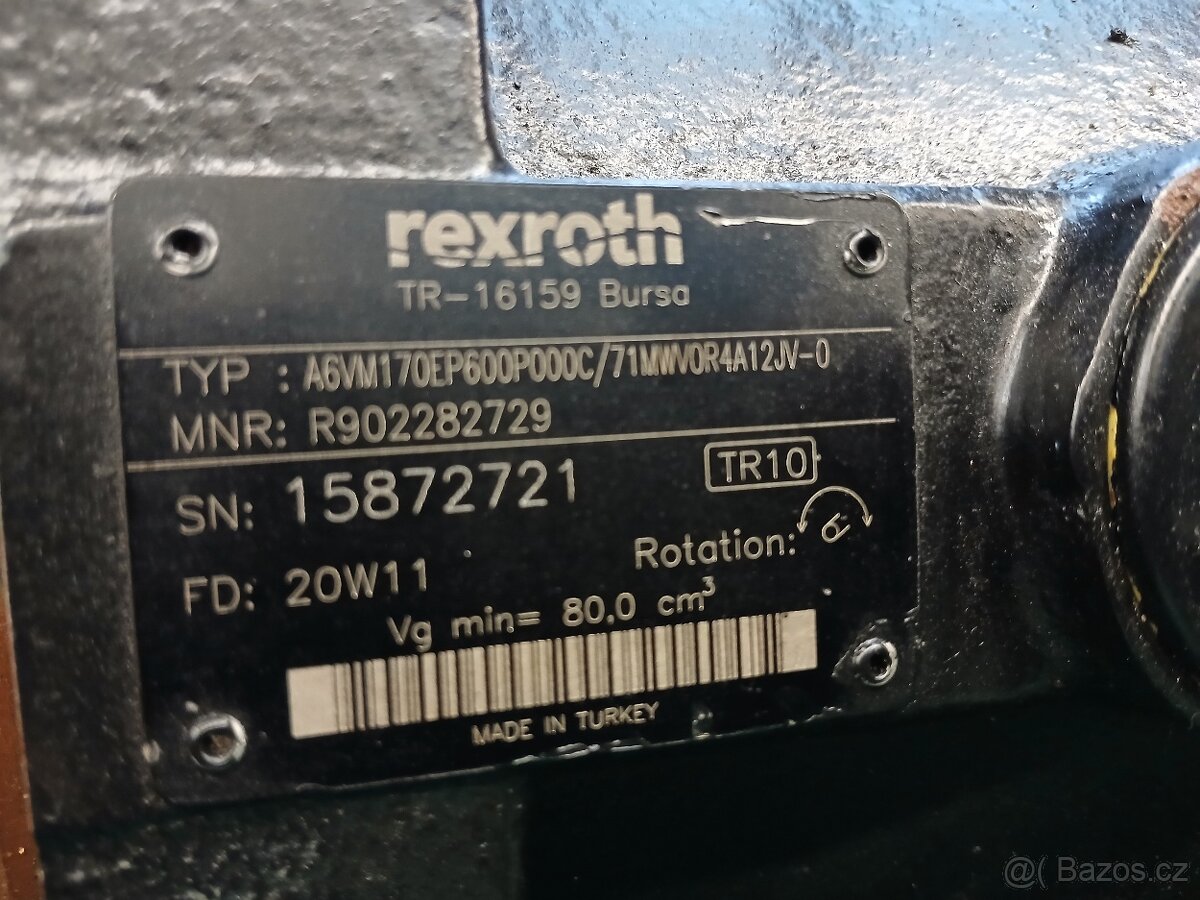 rexroth
TR-16159 Bursa
TYP : A6VM170EP600P000C/71MWV0R4A12JV-0
MNR: R902282729
SN: 15872721
TR10
FD: 20W11
Rotation:
Vg min= 80.0 cm³
MADE IN TURKEY
@( Bazos.cz